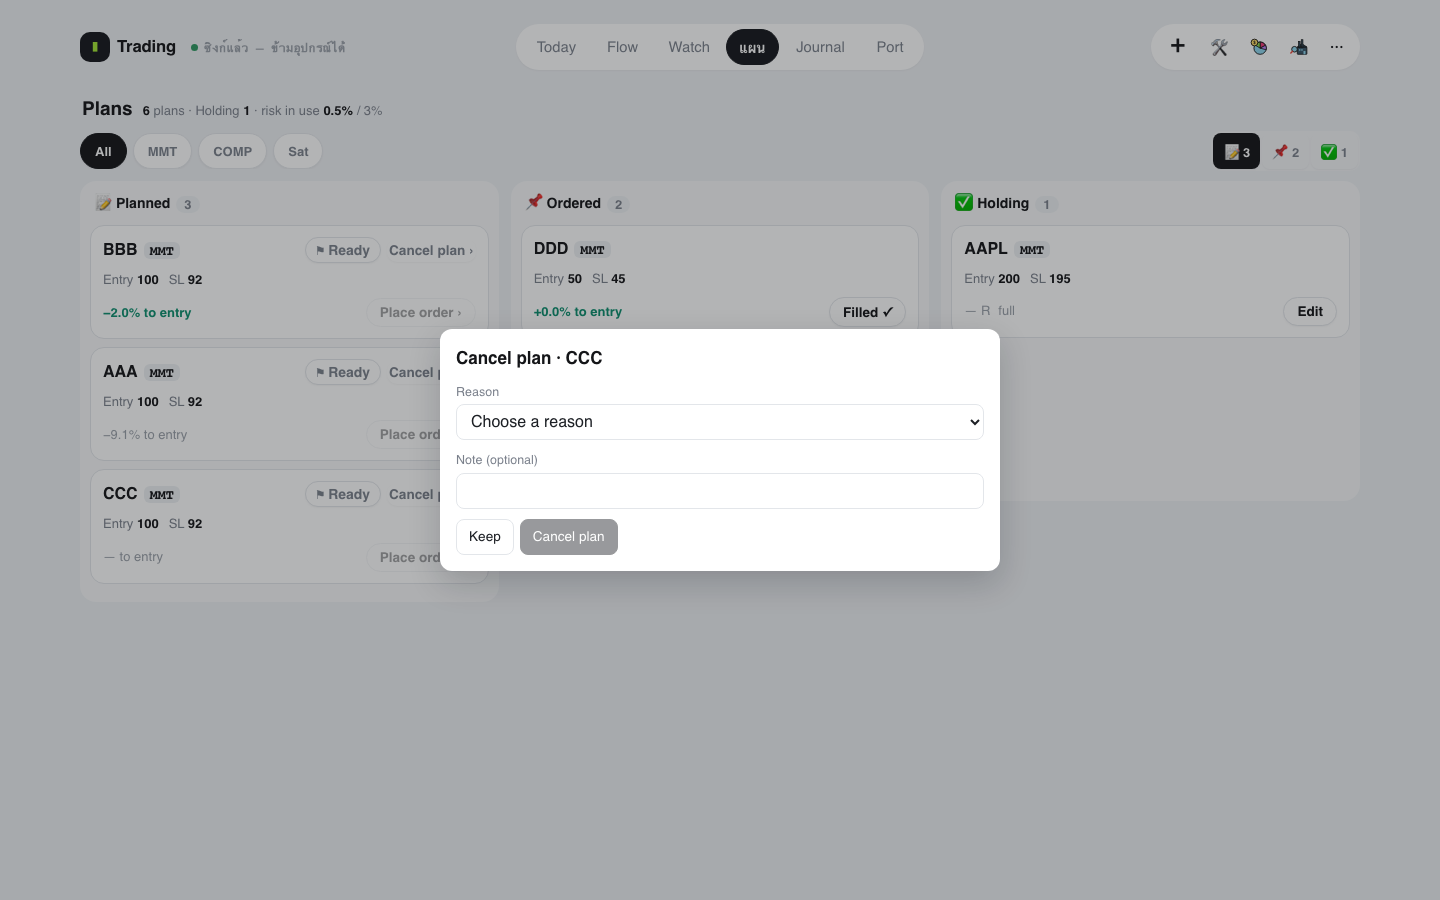 Trading
ซิงก์แล้ว — ข้ามอุปกรณ์ได้
Today Flow Watch แผน Journal Port
+ ···
Plans 6 plans · Holding 1 · risk in use 0.5% / 3%
All MMT COMP Sat
📝 3 📌 2 ✅ 1
📝 Planned 3
BBB MMT ⚑ Ready Cancel plan ›
Entry 100 SL 92
−2.0% to entry Place order ›
AAA MMT ⚑ Ready Cancel p
Entry 100 SL 92
−9.1% to entry Place ord
CCC MMT ⚑ Ready Cancel p
Entry 100 SL 92
— to entry Place ord
📌 Ordered 2
DDD MMT
Entry 50 SL 45
+0.0% to entry Filled ✓
✅ Holding 1
AAPL MMT
Entry 200 SL 195
— R full Edit
Cancel plan · CCC
Reason
Choose a reason
Note (optional)
Keep Cancel plan